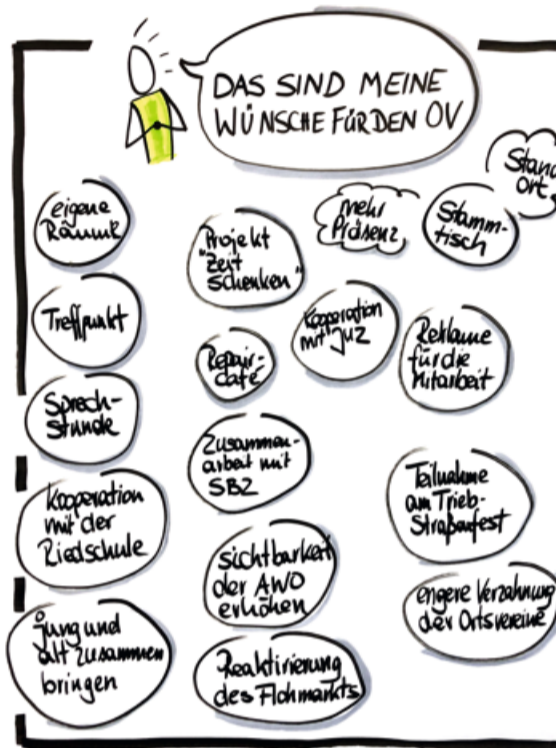 DAS SIND MEINE
WÜNSCHE FÜR DEN OV
eigene
Räume
Treffpunkt
Sprech-
stunde
Kooperation
mit der
Riedschule
jung und
alt zusammen
bringen
Projekt
"Zeit
schenken"
Repair-
café
Zusammen-
arbeit mit
SBZ
Sichtbarkeit
der AWO
erhöhen
Reaktivierung
des Flohmarkts
mehr
Präsenz
Kooperation
mit JUZ
Stamm-
tisch
Stand
Ort
Reklame
für die
Mitarbeit
Teilnahme
am Trieb-
Straßenfest
engere Verzahnung
der Ortsvereine